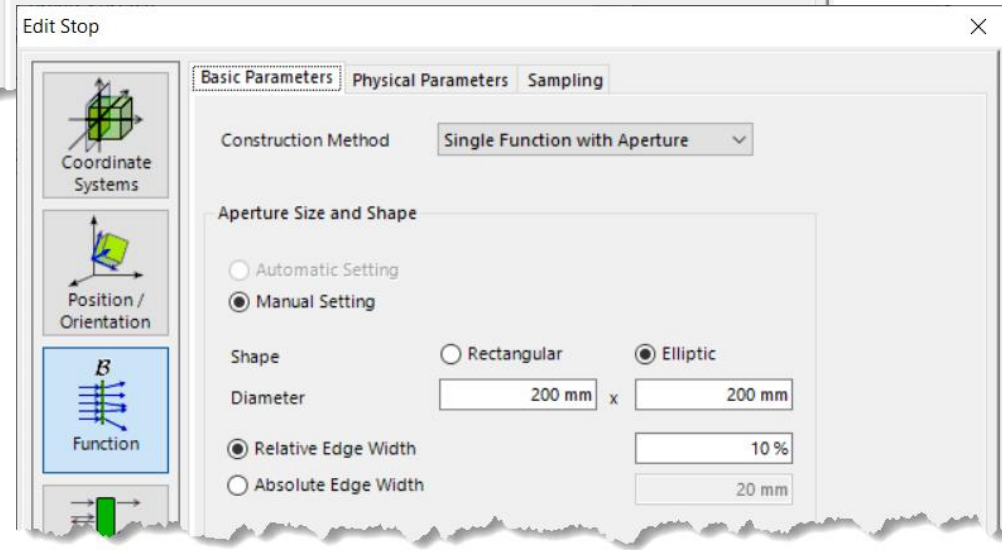 Edit Stop
Coordinate
Systems
Position /
Orientation
B
Function
Basic Parameters Physical Parameters Sampling
Construction Method Single Function with Aperture
Aperture Size and Shape
Automatic Setting
Manual Setting
Shape Rectangular Elliptic
Diameter 200 mm x 200 mm
Relative Edge Width 10 %
Absolute Edge Width 20 mm